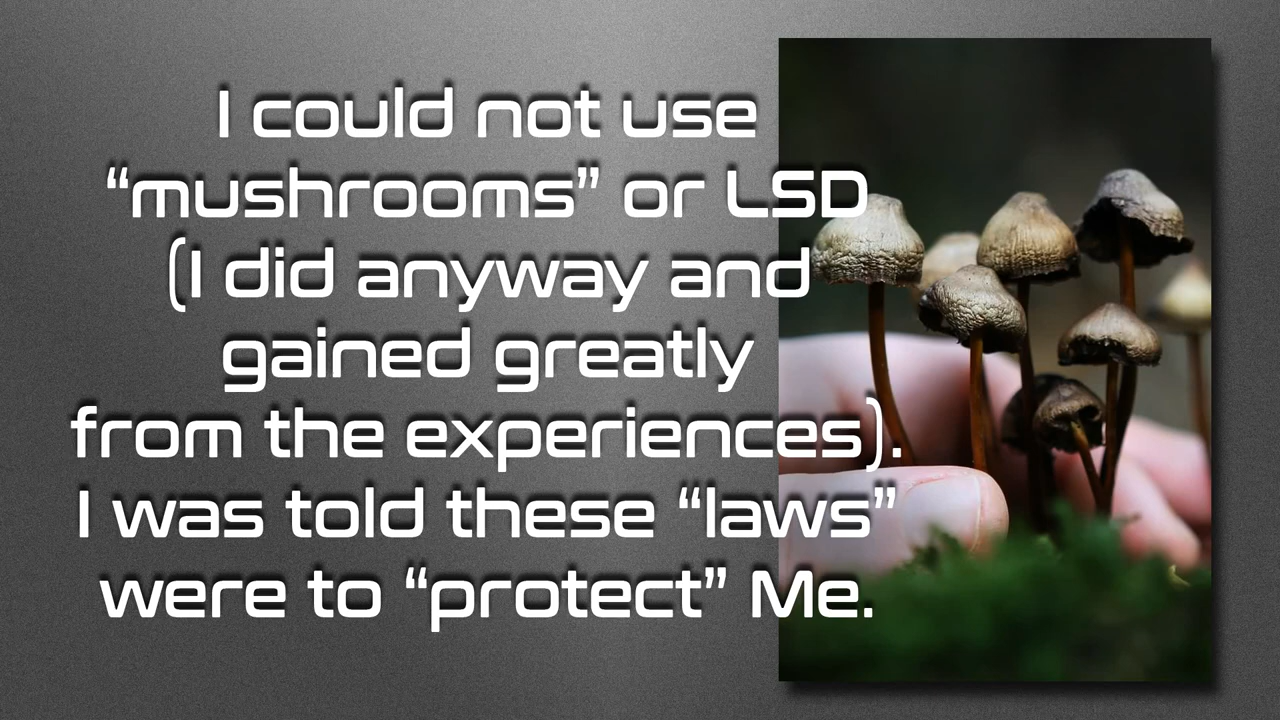 I could not use
“mushrooms” or LSD
(I did anyway and
gained greatly
from the experiences).
I was told these “laws”
were to “protect” Me.